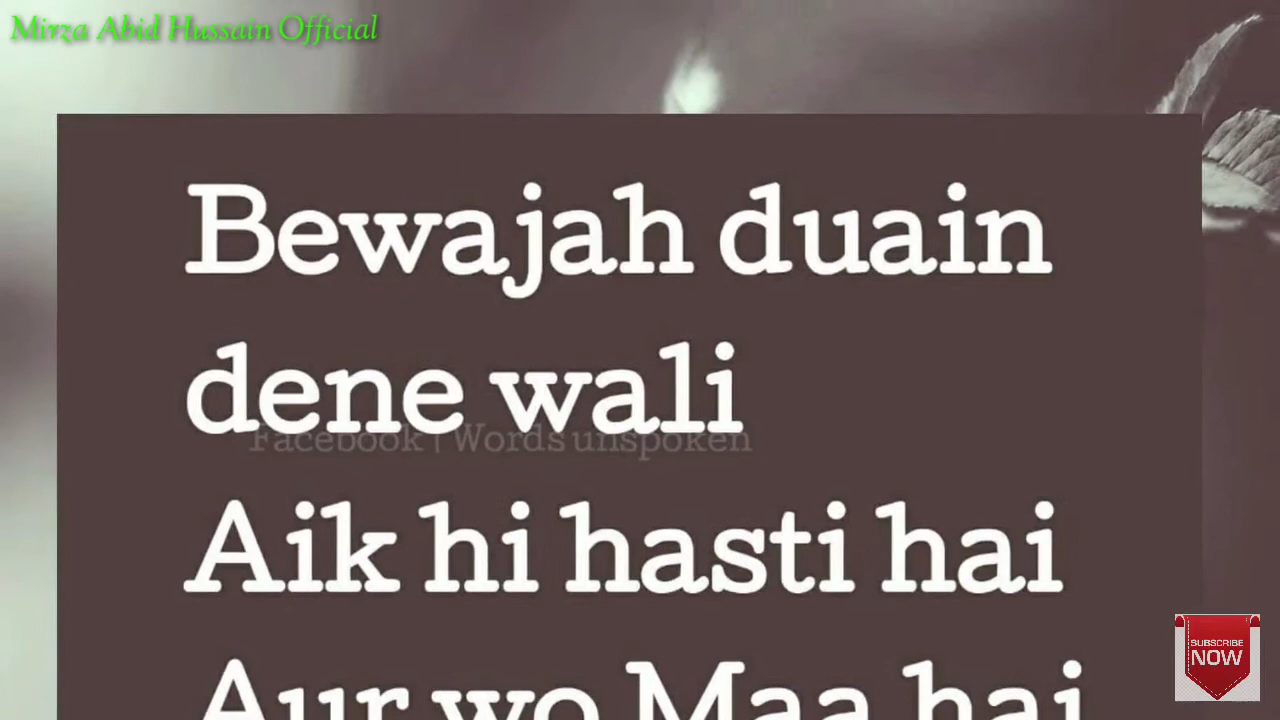 Mirza Abid Hussain Official
Bewajah duain
dene wali
Facebook | Words unspoken
Aik hi hasti hai
Aur wo Maa hai
SUBSCRIBE
NOW